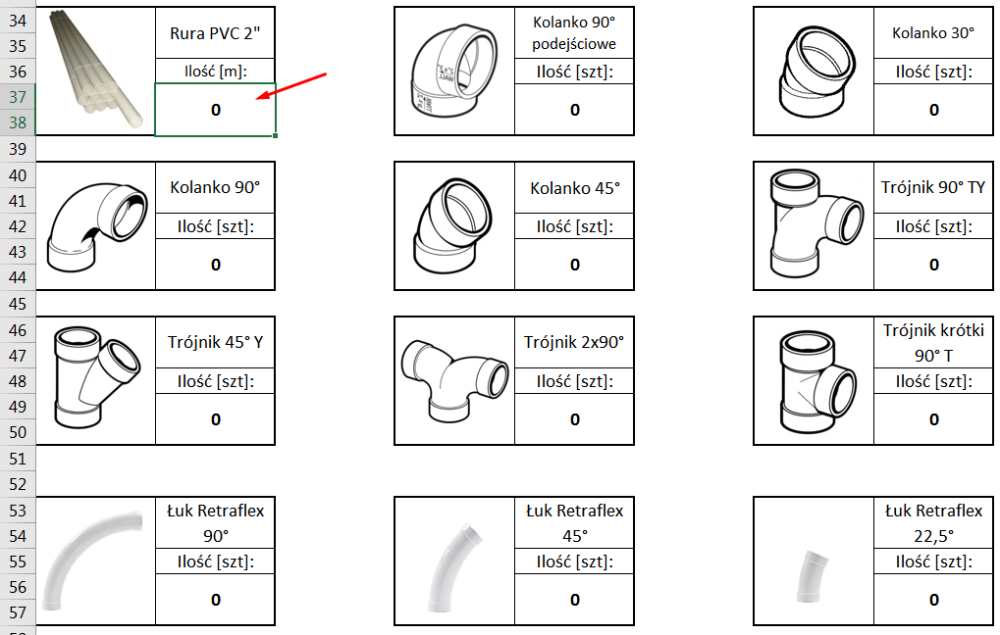 34
35
36
37
38
39
40
41
42
43
44
45
46
47
48
49
50
51
52
53
54
55
56
57
Rura PVC 2"
Ilość [m]:
0
Kolanko 90°
podejściowe
Ilość [szt]:
0
Kolanko 30°
Ilość [szt]:
0
Kolanko 90°
Ilość [szt]:
0
Kolanko 45°
Ilość [szt]:
0
Trójnik 90° TY
Ilość [szt]:
0
Trójnik 45° Y
Ilość [szt]:
0
Trójnik 2x90°
Ilość [szt]:
0
Trójnik krótki
90° T
Ilość [szt]:
0
Łuk Retraflex
90°
Ilość [szt]:
0
Łuk Retraflex
45°
Ilość [szt]:
0
Łuk Retraflex
22,5°
Ilość [szt]:
0